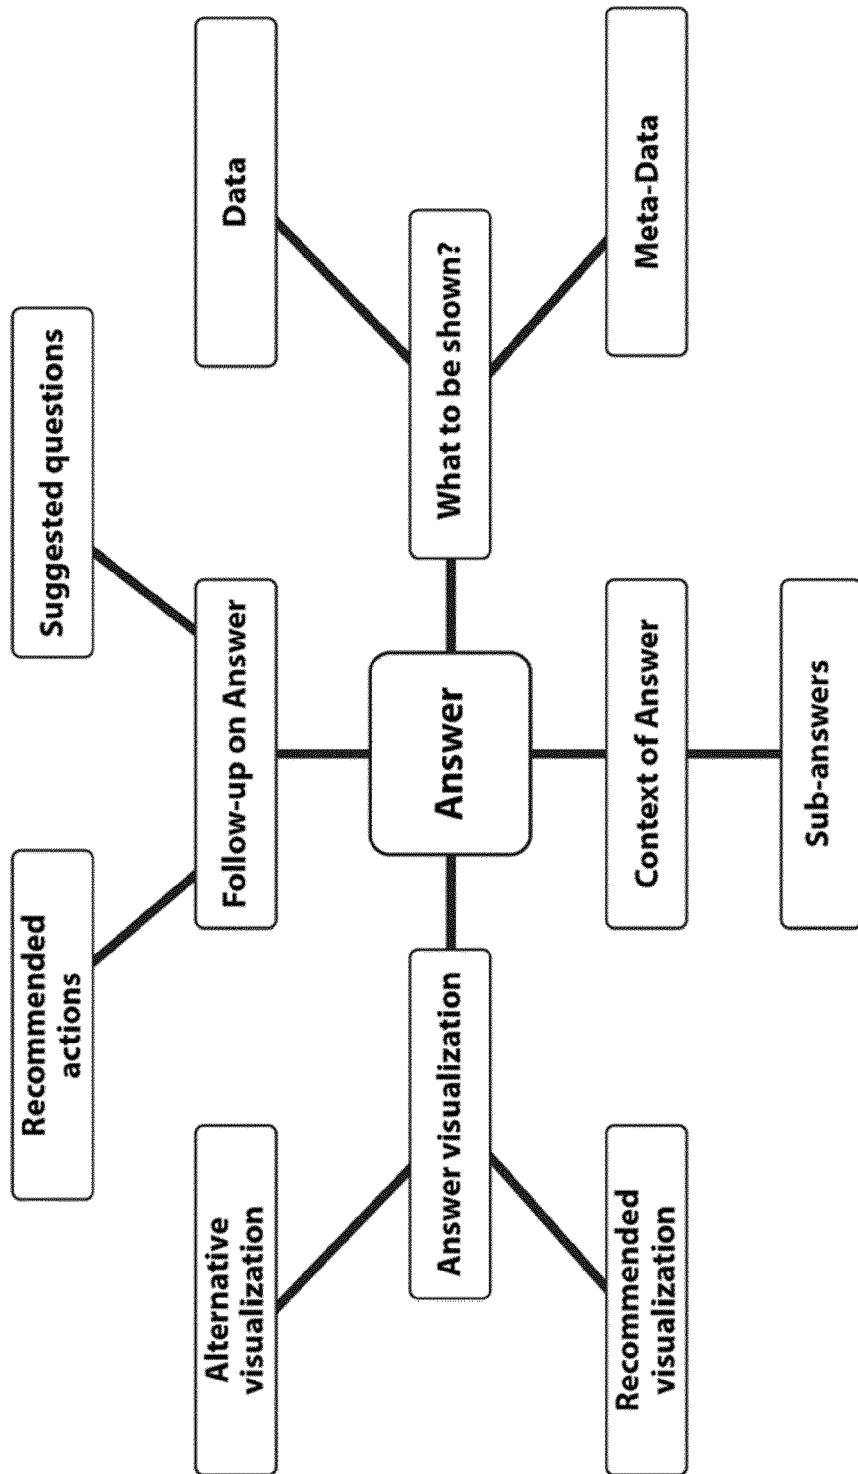 Recommended
actions
Suggested questions
Alternative
visualization
Follow-up on Answer
Data
Answer visualization
Answer
What to be shown?
Recommended
visualization
Context of Answer
Meta-Data
Sub-answers